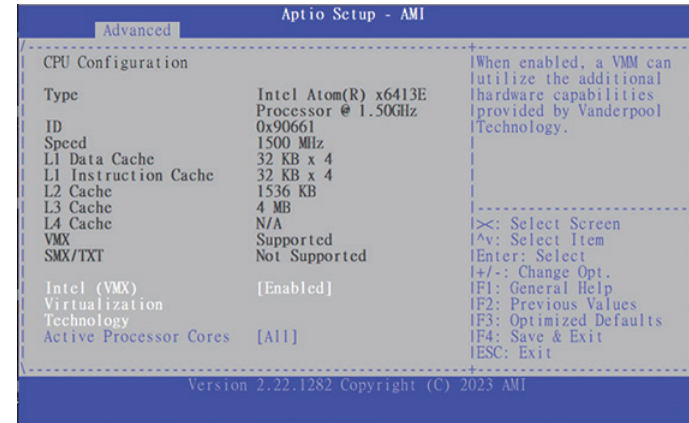 Aptio Setup - AMI
Advanced
CPU Configuration
Type Intel Atom(R) x6413E
Processor @ 1.50GHz
ID 0x90661
Speed 1500 MHz
L1 Data Cache 32 KB x 4
L1 Instruction Cache 32 KB x 4
L2 Cache 1536 KB
L3 Cache 4 MB
L4 Cache N/A
VMX Supported
SMX/TXT Not Supported
Intel (VMX) [Enabled]
Virtualization
Technology
Active Processor Cores [All]
When enabled, a VMM can
utilize the additional
hardware capabilities
provided by Vanderpool
Technology.
><: Select Screen
^v: Select Item
Enter: Select
+/-: Change Opt.
F1: General Help
F2: Previous Values
F3: Optimized Defaults
F4: Save & Exit
ESC: Exit
Version 2.22.1282 Copyright (C) 2023 AMI